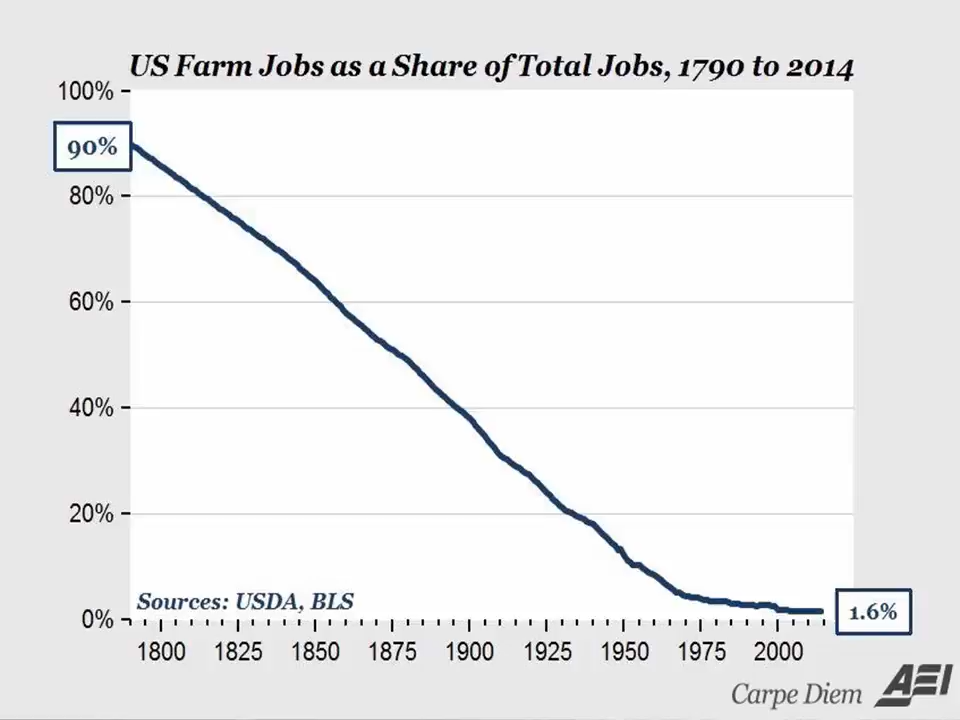 US Farm Jobs as a Share of Total Jobs, 1790 to 2014
100%
90%
80%
60%
40%
20%
0%
Sources: USDA, BLS
1.6%
1800 1825 1850 1875 1900 1925 1950 1975 2000
Carpe Diem AEI